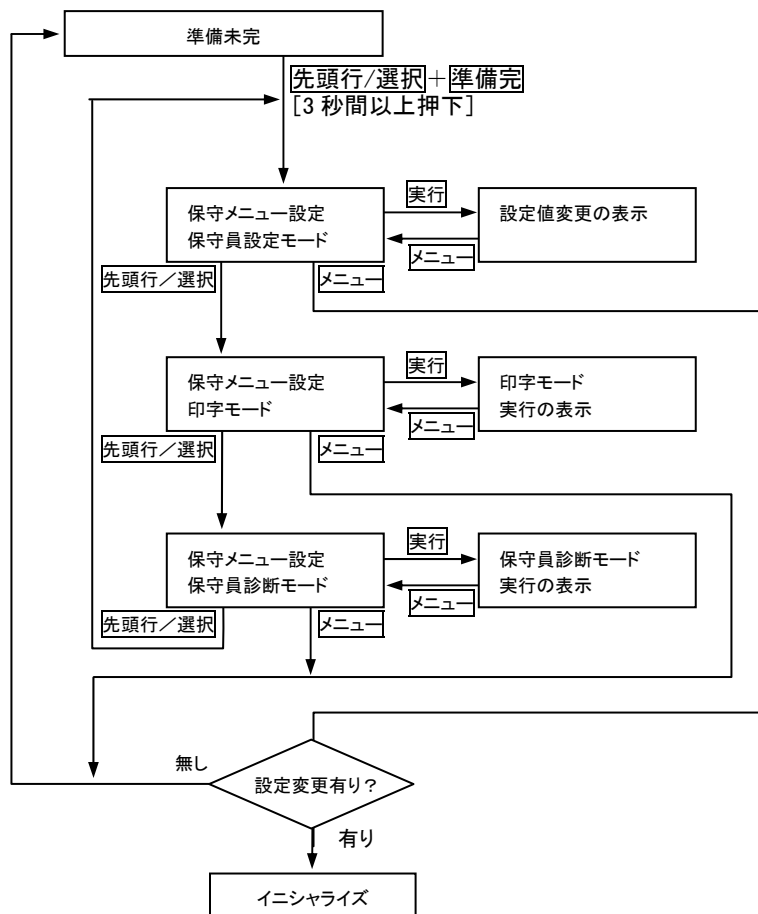 準備未完
先頭行/選択＋準備完
［3 秒間以上押下］
保守メニュー設定
保守員設定モード
実行
メニュー
設定値変更の表示
先頭行／選択
メニュー
保守メニュー設定
印字モード
実行
メニュー
印字モード
実行の表示
先頭行／選択
メニュー
保守メニュー設定
保守員診断モード
実行
メニュー
保守員診断モード
実行の表示
先頭行／選択
メニュー
無し
設定変更有り？
有り
イニシャライズ